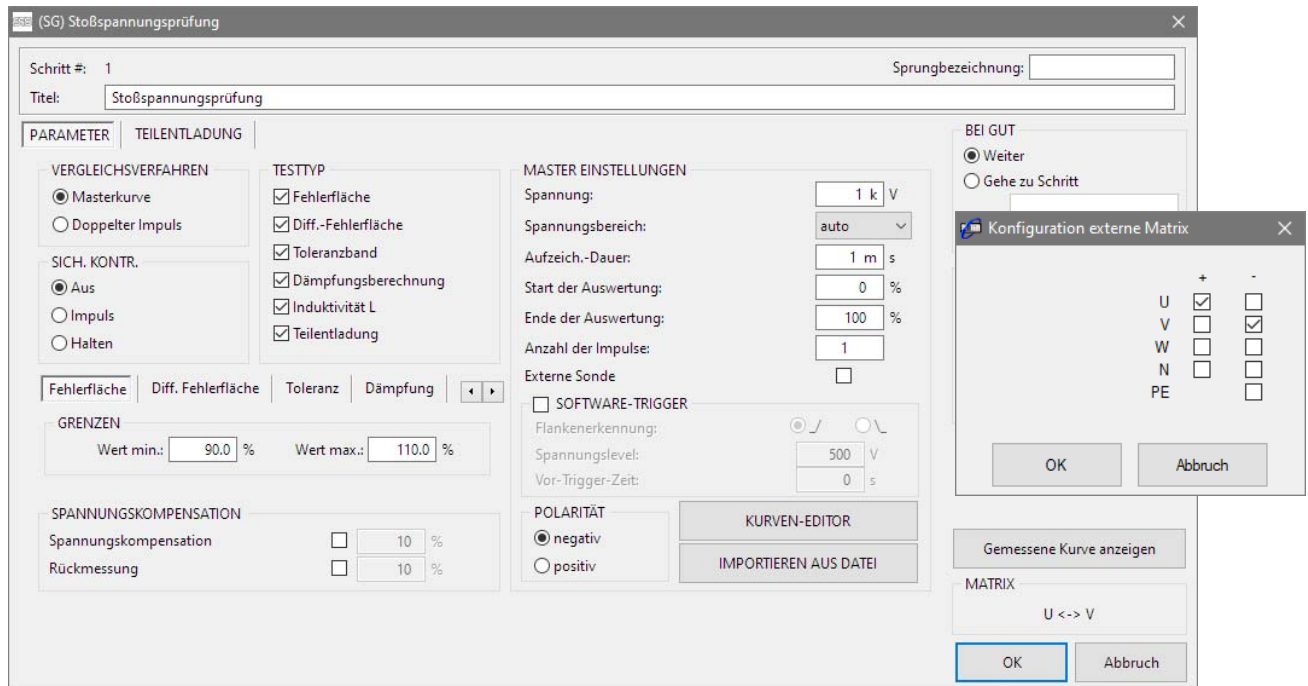 (SG) Stoßspannungsprüfung
Schritt #: 1
Sprungbezeichnung:
Titel: Stoßspannungsprüfung
PARAMETER TEILENTLADUNG
VERGLEICHSVERFAHREN
Masterkurve
Doppelter Impuls
SICH. KONTR.
Aus
Impuls
Halten
TESTTYP
Fehlerfläche
Diff.-Fehlerfläche
Toleranzband
Dämpfungsberechnung
Induktivität L
Teilentladung
Fehlerfläche Diff. Fehlerfläche Toleranz Dämpfung
GRENZEN
Wert min.: 90.0 % Wert max.: 110.0 %
SPANNUNGSKOMPENSATION
Spannungskompensation 10 %
Rückmessung 10 %
MASTER EINSTELLUNGEN
Spannung: 1 k V
Spannungsbereich: auto
Aufzeich.-Dauer: 1 m s
Start der Auswertung: 0 %
Ende der Auswertung: 100 %
Anzahl der Impulse: 1
Externe Sonde
SOFTWARE-TRIGGER
Flankenerkennung: _/ \_
Spannungslevel: 500 V
Vor-Trigger-Zeit: 0 s
POLARITÄT
negativ
positiv
KURVEN-EDITOR
IMPORTIEREN AUS DATEI
BEI GUT
Weiter
Gehe zu Schritt
Konfiguration externe Matrix
+ -
U
V
W
N
PE
OK Abbruch
Gemessene Kurve anzeigen
MATRIX
U <-> V
OK Abbruch